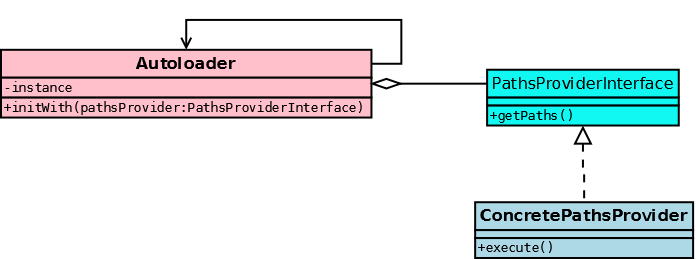 Autoloader
-instance
+initWith(pathsProvider:PathsProviderInterface)
PathsProviderInterface
+getPaths()
ConcretePathsProvider
+execute()